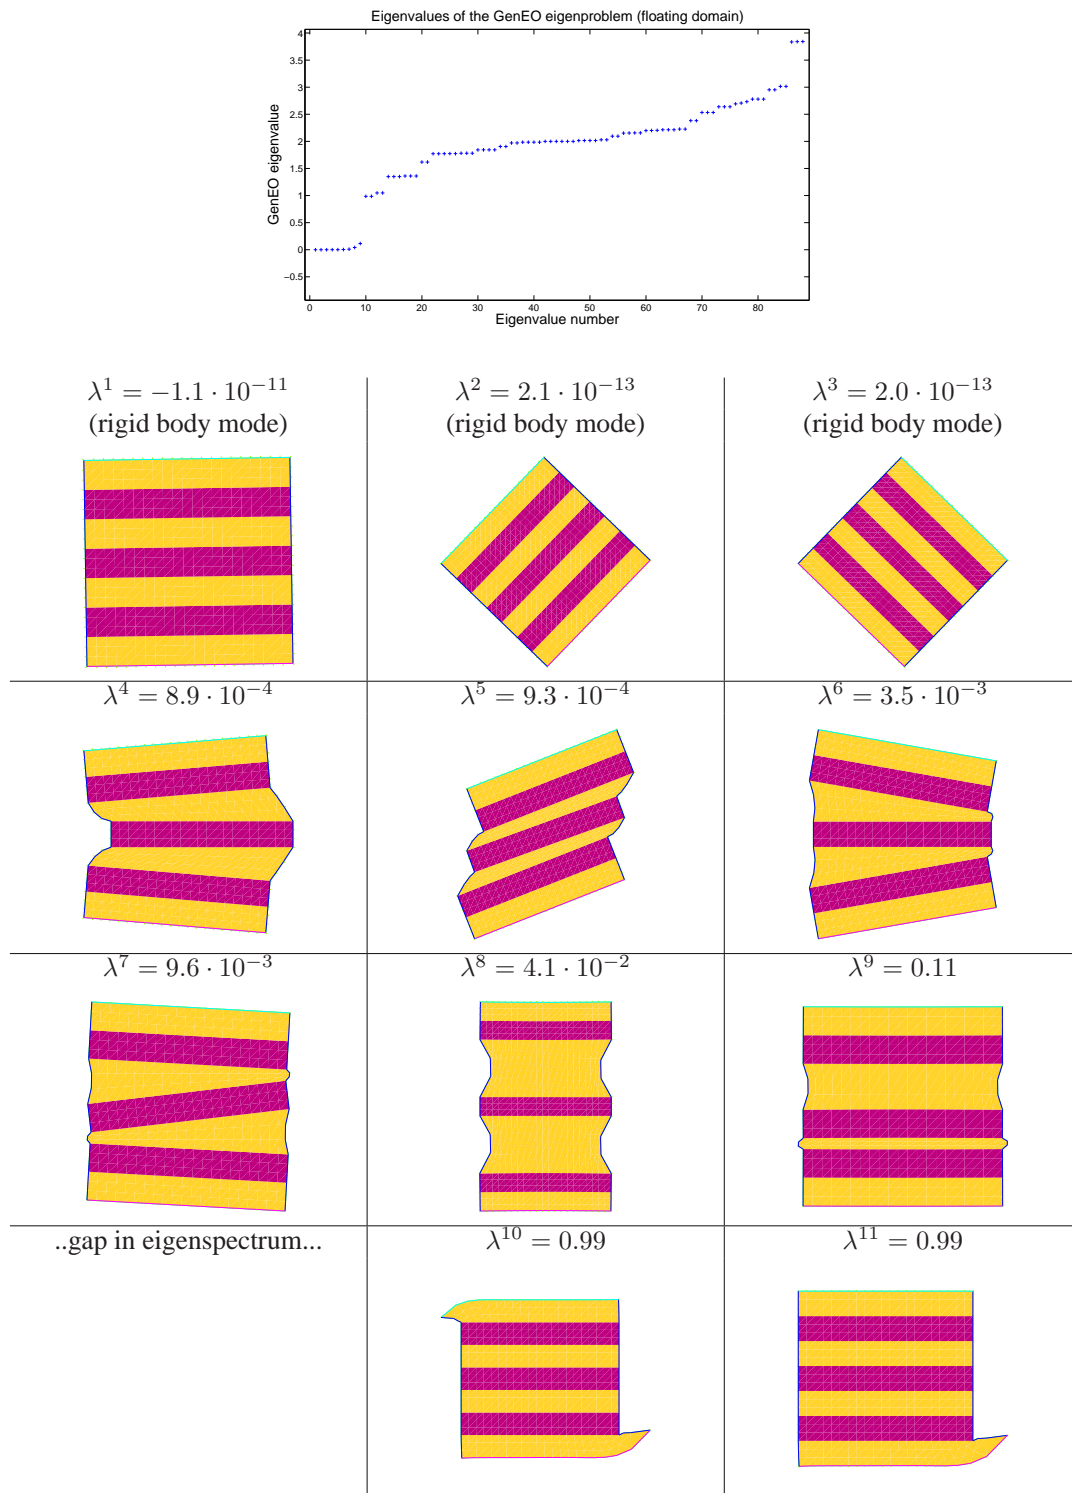 Eigenvalues of the GenEO eigenproblem (floating domain)
GenEO eigenvalue
4
3.5
3
2.5
2
1.5
1
0.5
0
−0.5
0 10 20 30 40 50 60 70 80
Eigenvalue number
λ¹ = −1.1 · 10⁻¹¹ λ² = 2.1 · 10⁻¹³ λ³ = 2.0 · 10⁻¹³
(rigid body mode) (rigid body mode) (rigid body mode)
λ⁴ = 8.9 · 10⁻⁴ λ⁵ = 9.3 · 10⁻⁴ λ⁶ = 3.5 · 10⁻³
λ⁷ = 9.6 · 10⁻³ λ⁸ = 4.1 · 10⁻² λ⁹ = 0.11
..gap in eigenspectrum... λ¹⁰ = 0.99 λ¹¹ = 0.99